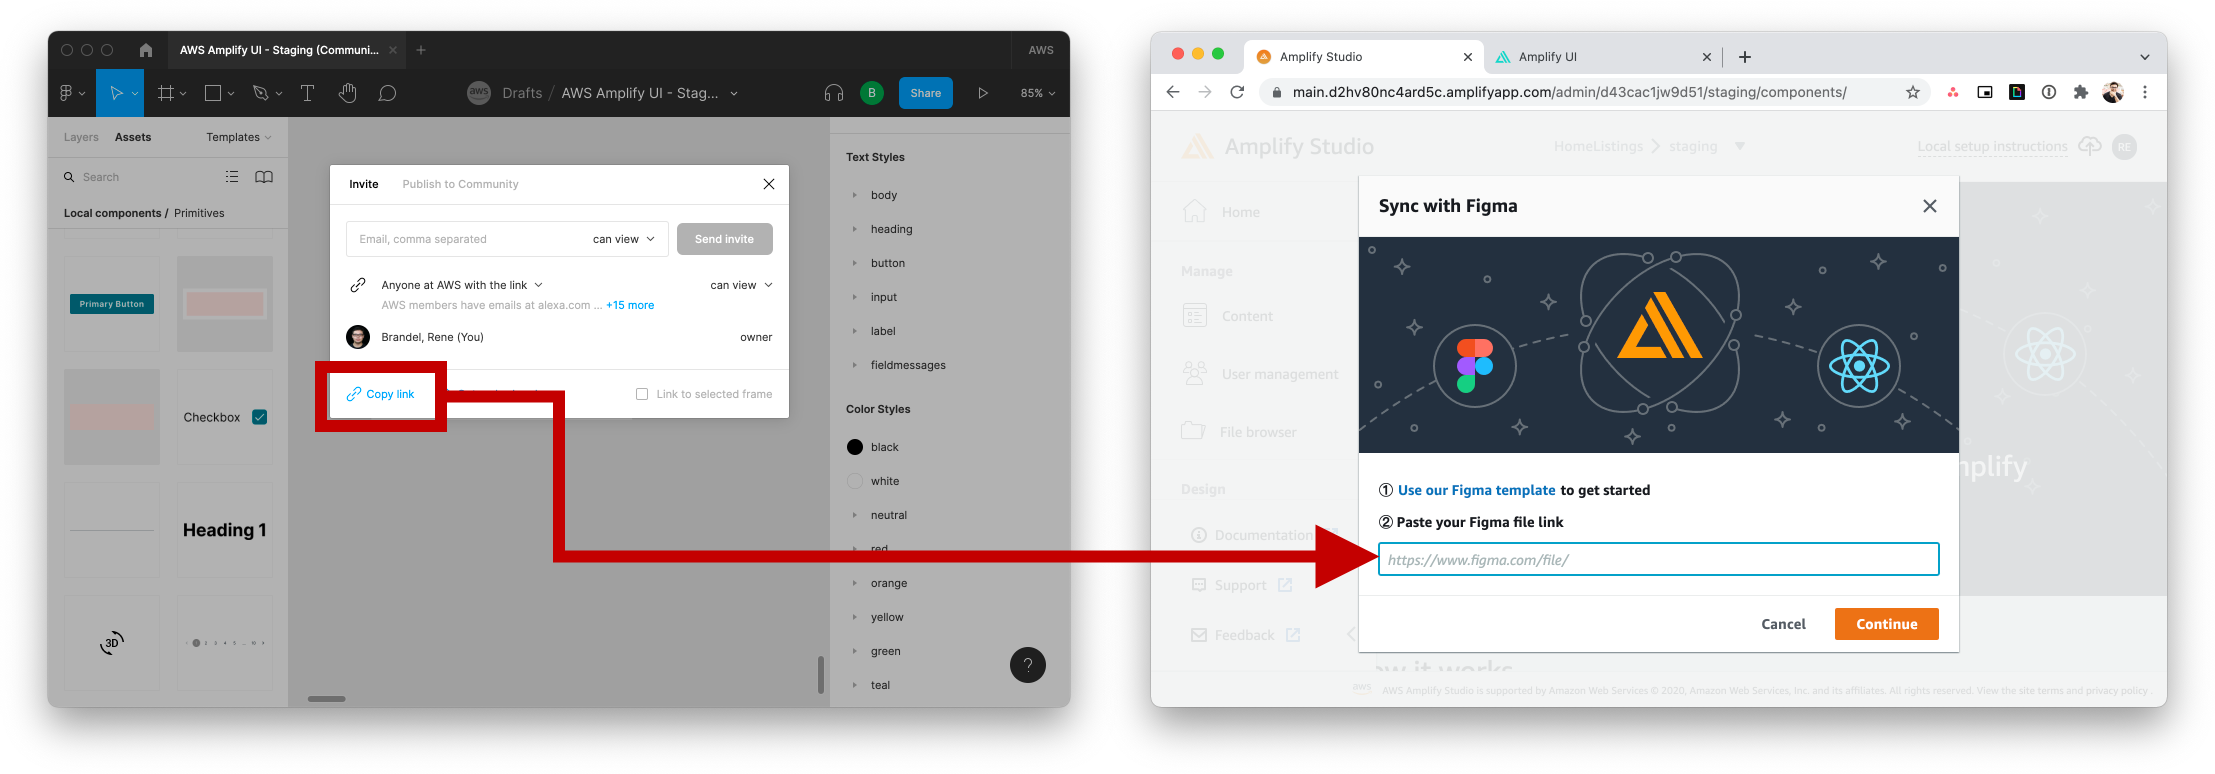 AWS Amplify UI - Staging (Communi...
AWS
aws
Drafts / AWS Amplify UI - Stag...
B
Share
85%
Layers
Assets
Templates
Search
Local components / Primitives
Primary Button
Checkbox
Heading 1
3D
Invite
Publish to Community
Email, comma separated
can view
Send invite
Anyone at AWS with the link
can view
AWS members have emails at alexa.com ... +15 more
Brandel, Rene (You)
owner
Copy link
Link to selected frame
Text Styles
body
heading
button
input
label
fieldmessages
Color Styles
black
white
neutral
red
orange
yellow
green
teal
?
Amplify Studio
Amplify UI
main.d2hv80nc4ard5c.amplifyapp.com/admin/d43cac1jw9d51/staging/components/
Amplify Studio
HomeListings
staging
Local setup instructions
RE
Home
Manage
Content
User management
File browser
Design
Documentation
Support
Feedback
Sync with Figma
① Use our Figma template to get started
② Paste your Figma file link
https://www.figma.com/file/
Cancel
Continue
nplify
ow it works
aws
AWS Amplify Studio is supported by Amazon Web Services © 2020, Amazon Web Services, Inc. and its affiliates. All rights reserved. View the site terms and privacy policy.